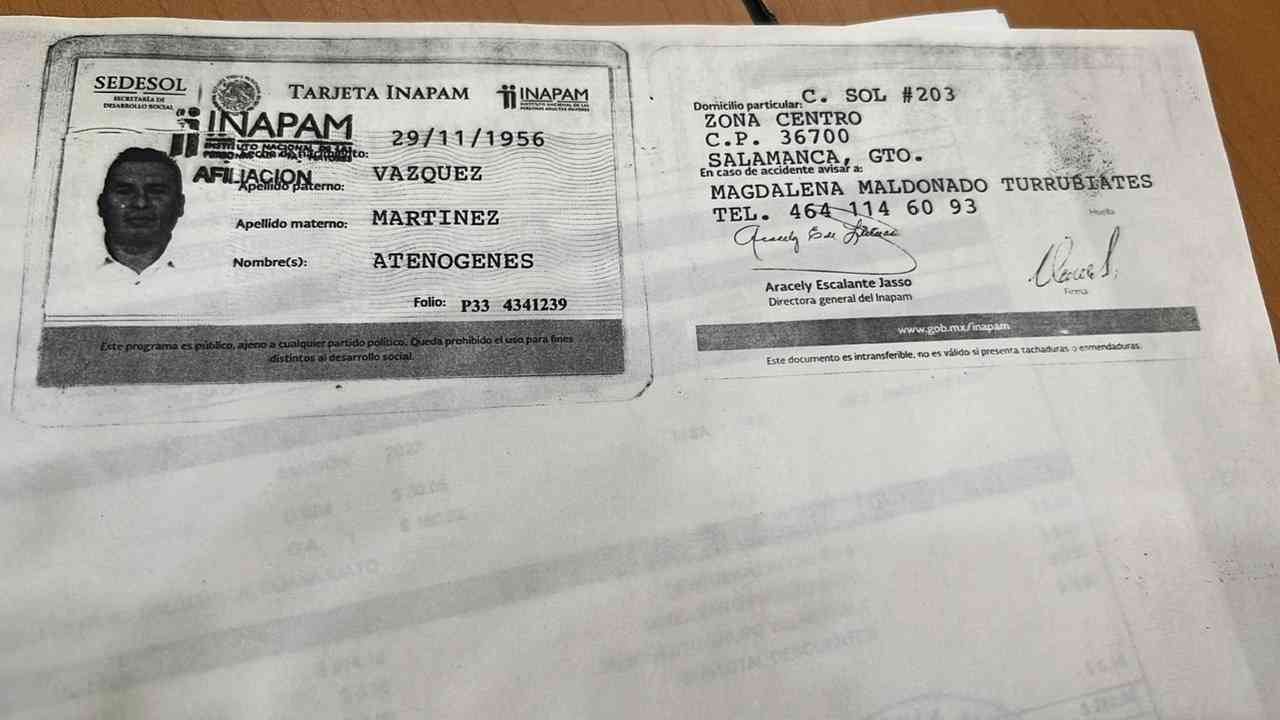 SEDESOL
SECRETARÍA DE
DESARROLLO SOCIAL
TARJETA INAPAM
INAPAM
INSTITUTO NACIONAL DE LAS
PERSONAS ADULTAS MAYORES
INAPAM
INSTITUTO NACIONAL DE LAS
AFILIACION
29/11/1956
Apellido paterno: VAZQUEZ
Apellido materno: MARTINEZ
Nombre(s): ATENOGENES
Folio: P33 4341239
Este programa es público, ajeno a cualquier partido político. Queda prohibido el uso para fines
distintos al desarrollo social.
Domicilio particular: C. SOL #203
ZONA CENTRO
C.P. 36700
SALAMANCA, GTO.
En caso de accidente avisar a:
MAGDALENA MALDONADO TURRUBIATES
TEL. 464 114 60 93
Huella
Aracely Escalante Jasso
Directora general del Inapam
Firma
www.gob.mx/inapam
Este documento es intransferible, no es válido si presenta tachaduras o enmendaduras.